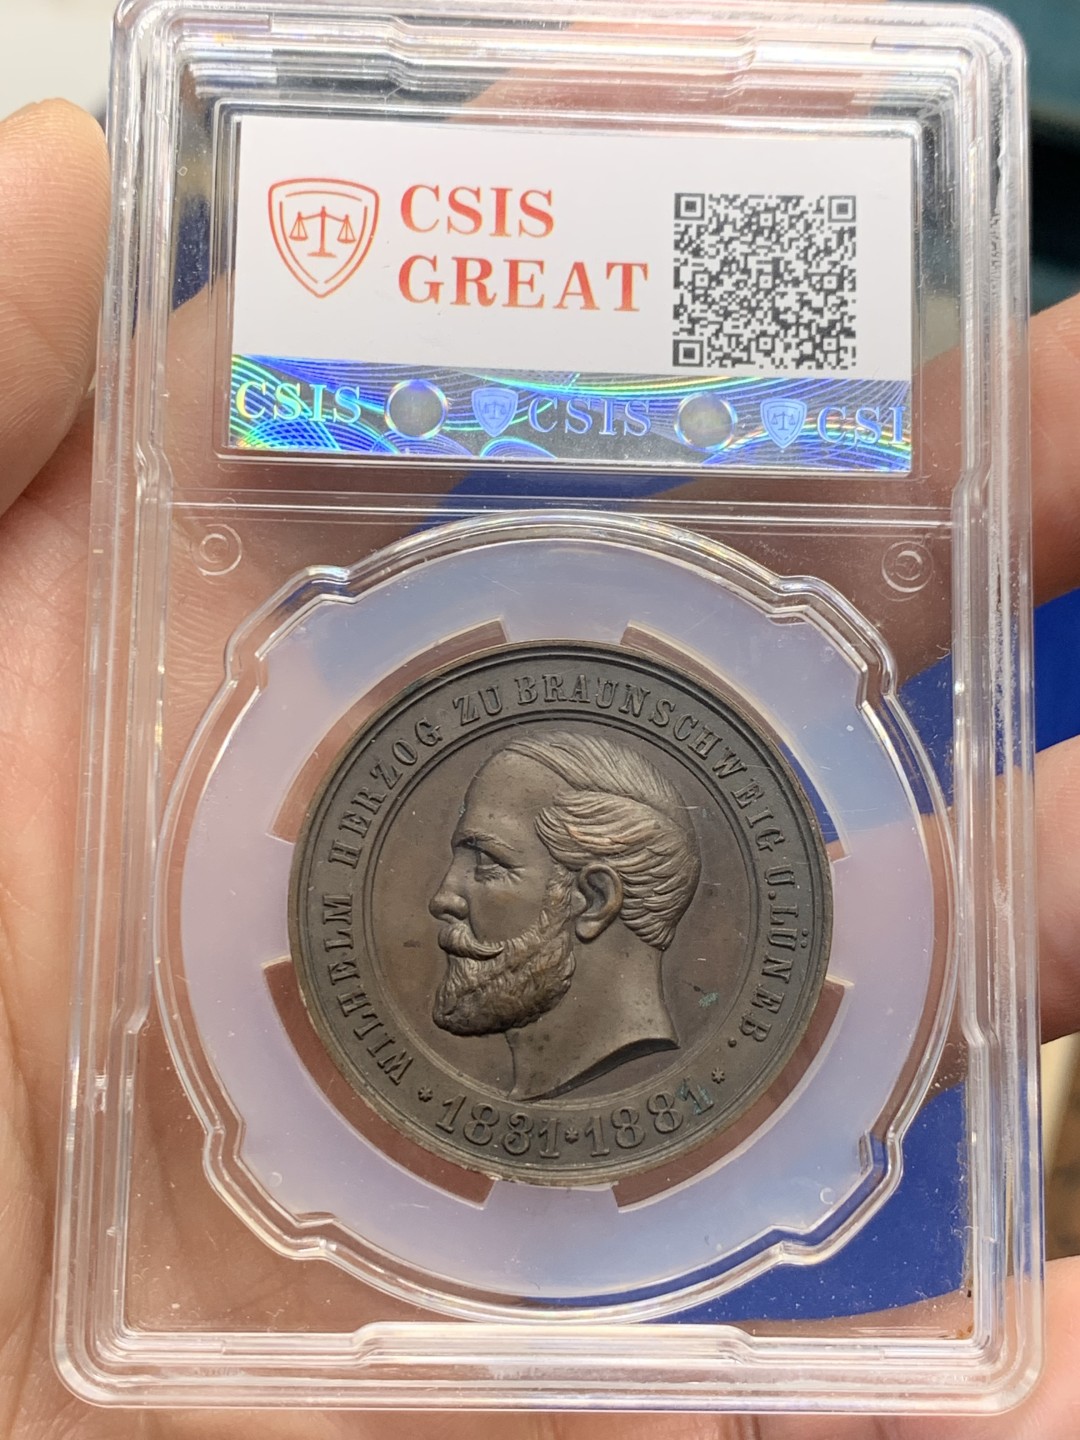 CSIS
GREAT
CSIS CSIS CSI
WILHELM HERZOG ZU BRAUNSCHWEIG U. LÜNEB.
* 1831 * 1881 *